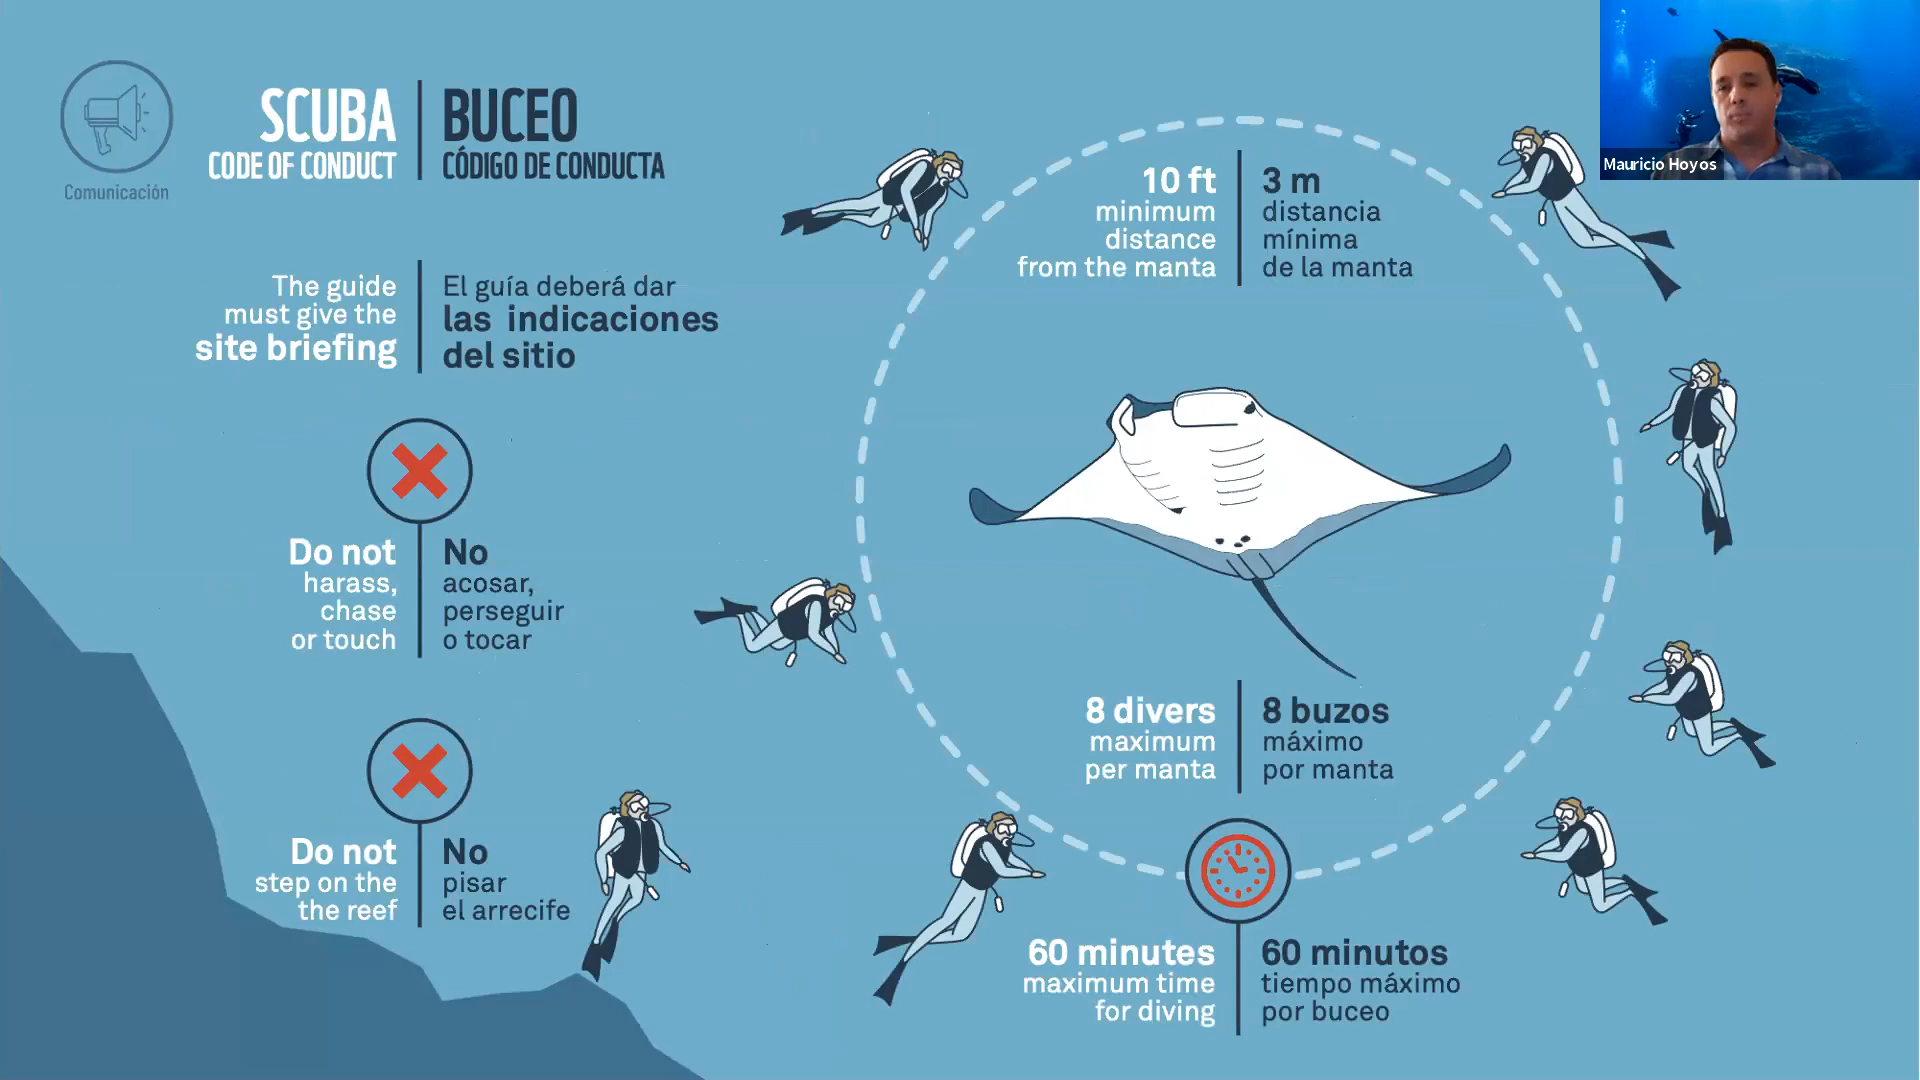 Comunicación
SCUBA
CODE OF CONDUCT
BUCEO
CÓDIGO DE CONDUCTA
The guide
must give the
site briefing
El guía deberá dar
las indicaciones
del sitio
Do not
harass,
chase
or touch
No
acosar,
perseguir
o tocar
Do not
step on the
the reef
No
pisar
el arrecife
10 ft
minimum
distance
from the manta
3 m
distancia
mínima
de la manta
8 divers
maximum
per manta
8 buzos
máximo
por manta
60 minutes
maximum time
for diving
60 minutos
tiempo máximo
por buceo
Mauricio Hoyos